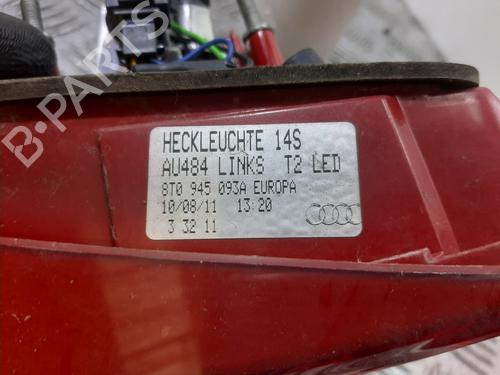 HECKLEUCHTE 14S
AU484 LINKS T2 LED
8T0 945 093A EUROPA
10/08/11 13:20
3 32 11
B-PARTS